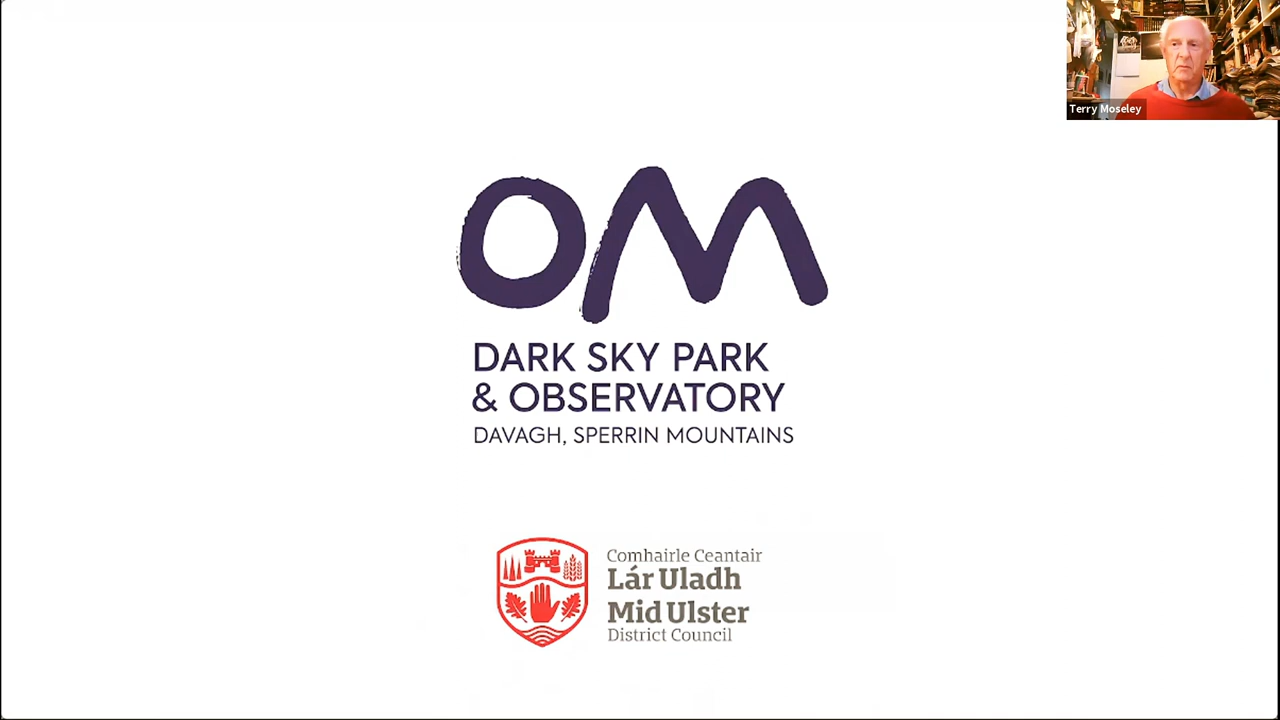 Terry Moseley
OM
DARK SKY PARK
& OBSERVATORY
DAVAGH, SPERRIN MOUNTAINS
Comhairle Ceantair
Lár Uladh
Mid Ulster
District Council